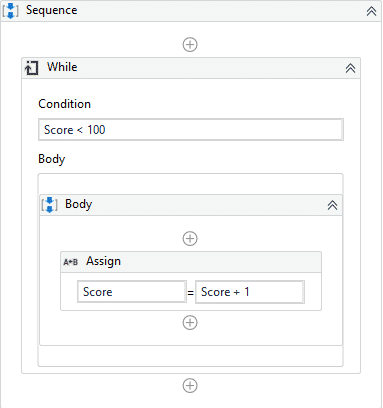 Sequence
While
Condition
Score < 100
Body
Body
A*B Assign
Score = Score + 1